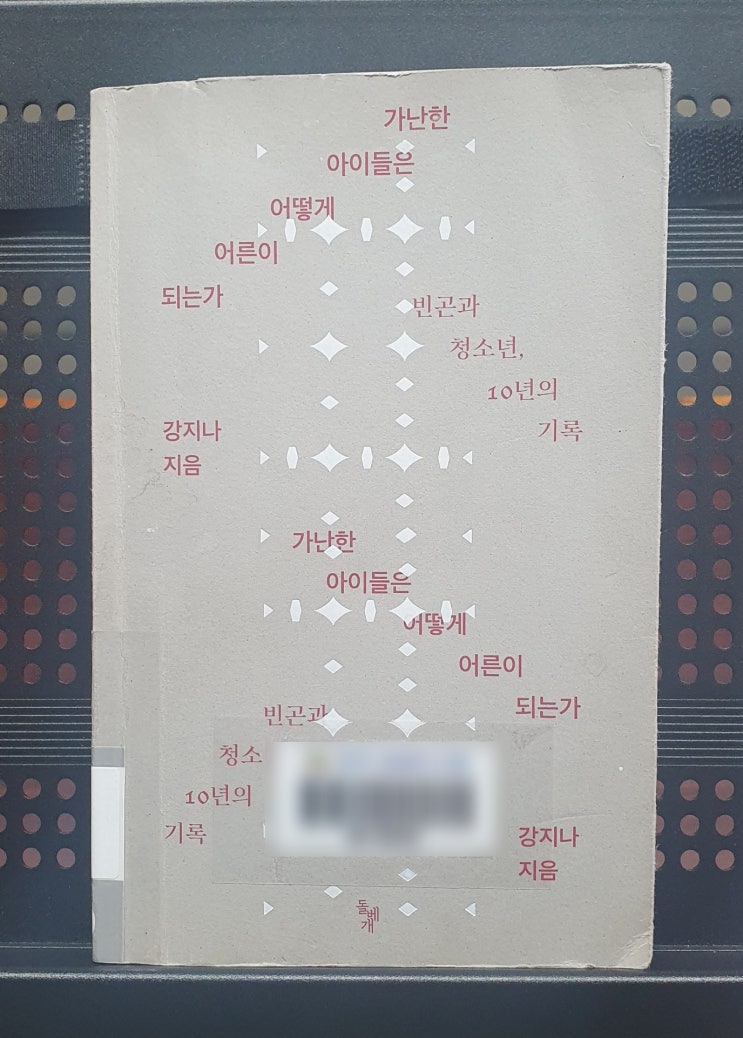 가난한
아이들은
어떻게
어른이
되는가
빈곤과
청소년,
10년의
기록
강지나
지음
가난한
아이들은
어떻게
어른이
되는가
빈곤과
청소
10년의
기록
강지나
지음
돌베개